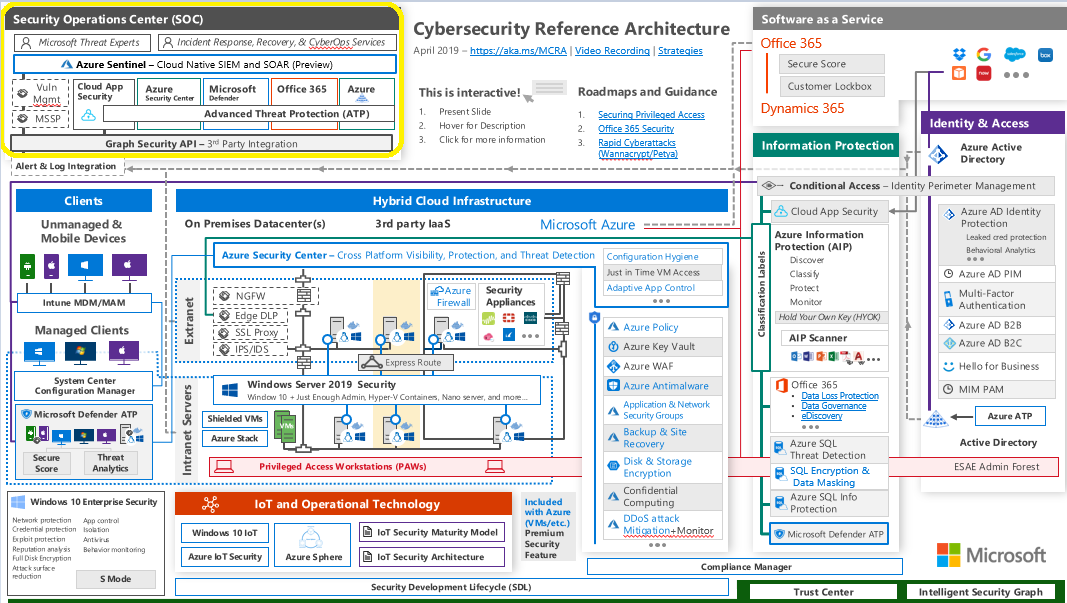 Security Operations Center (SOC)
Microsoft Threat Experts
Incident Response, Recovery, & CyberOps Services
Azure Sentinel – Cloud Native SIEM and SOAR (Preview)
Vuln
Mgmt
MSSP
Cloud App
Security
Azure
Security Center
Microsoft
Defender
Office 365
Azure
Advanced Threat Protection (ATP)
Graph Security API – 3rd Party Integration
Alert & Log Integration
Cybersecurity Reference Architecture
April 2019 – https://aka.ms/MCRA | Video Recording | Strategies
This is interactive!
1. Present Slide
2. Hover for Description
3. Click for more information
Roadmaps and Guidance
1. Securing Privileged Access
2. Office 365 Security
3. Rapid Cyberattacks
(Wannacrypt/Petya)
Software as a Service
Office 365
Secure Score
Customer Lockbox
Dynamics 365
box
now
Identity & Access
Azure Active
Directory
Information Protection
Conditional Access – Identity Perimeter Management
Cloud App Security
Azure Information
Protection (AIP)
Discover
Classify
Protect
Monitor
Hold Your Own Key (HYOK)
AIP Scanner
Classification Labels
Office 365
• Data Loss Protection
• Data Governance
• eDiscovery
Azure SQL
Threat Detection
SQL Encryption &
Data Masking
Azure SQL Info
Protection
Microsoft Defender ATP
Azure AD Identity
Protection
Leaked cred protection
Behavioral Analytics
Azure AD PIM
Multi-Factor
Authentication
Azure AD B2B
Azure AD B2C
Hello for Business
MIM PAM
Azure ATP
Active Directory
ESAE Admin Forest
Clients
Unmanaged &
Mobile Devices
Intune MDM/MAM
Managed Clients
System Center
Configuration Manager
Microsoft Defender ATP
Secure
Score
Threat
Analytics
Hybrid Cloud Infrastructure
On Premises Datacenter(s)
3rd party IaaS
Microsoft Azure
Azure Security Center – Cross Platform Visibility, Protection, and Threat Detection
Configuration Hygiene
Just in Time VM Access
Adaptive App Control
Extranet
NGFW
Edge DLP
SSL Proxy
IPS/IDS
Azure
Firewall
Security
Appliances
Express Route
Intranet Servers
Windows Server 2019 Security
Window 10 + Just Enough Admin, Hyper-V Containers, Nano server, and more...
Shielded VMs
Azure Stack
VMs
Privileged Access Workstations (PAWs)
Azure Policy
Azure Key Vault
Azure WAF
Azure Antimalware
Application & Network
Security Groups
Backup & Site
Recovery
Disk & Storage
Encryption
Confidential
Computing
DDoS attack
Mitigation+Monitor
Windows 10 Enterprise Security
Network protection
Credential protection
Exploit protection
Reputation analysis
Full Disk Encryption
Attack surface
reduction
App control
Isolation
Antivirus
Behavior monitoring
S Mode
IoT and Operational Technology
Windows 10 IoT
Azure IoT Security
Azure Sphere
IoT Security Maturity Model
IoT Security Architecture
Included
with Azure
(VMs/etc.)
Premium
Security
Feature
Security Development Lifecycle (SDL)
Compliance Manager
Trust Center
Intelligent Security Graph
Microsoft